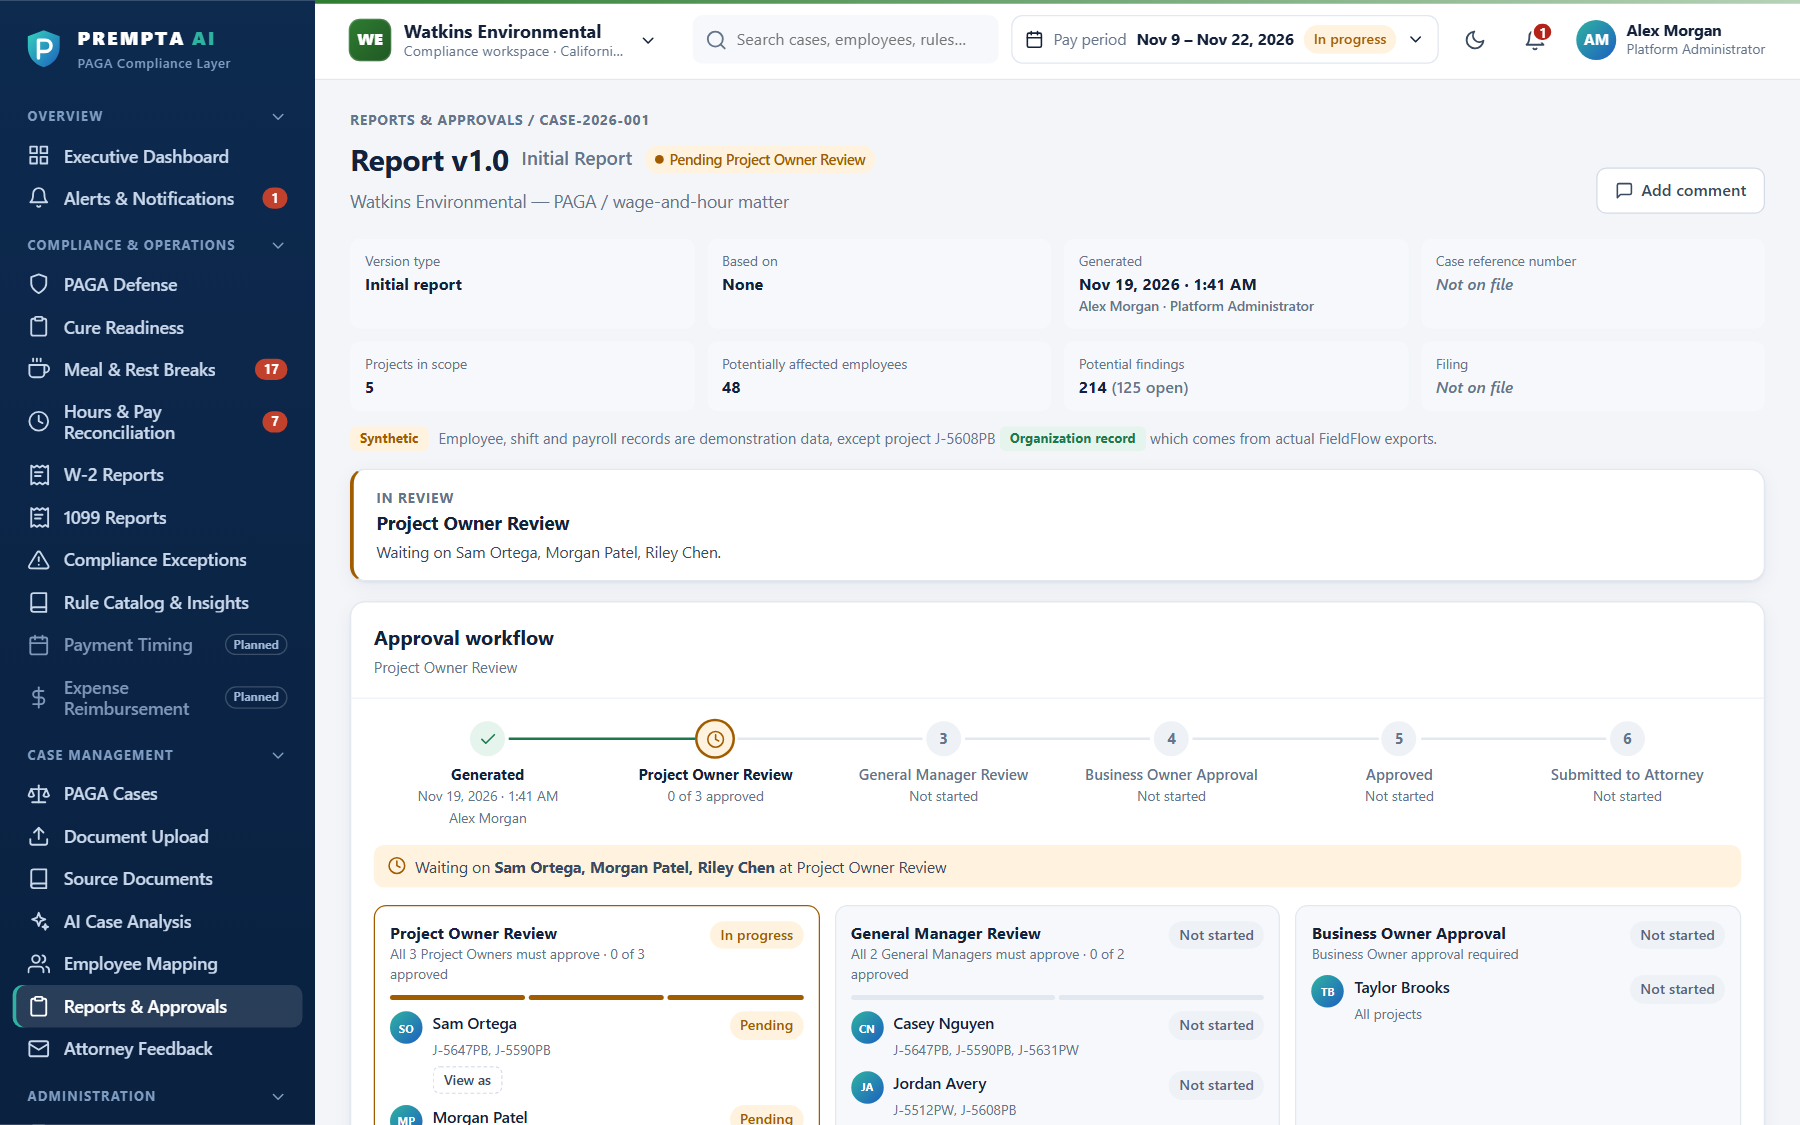 PREMPTA AI
PAGA Compliance Layer
OVERVIEW
Executive Dashboard
Alerts & Notifications
1
COMPLIANCE & OPERATIONS
PAGA Defense
Cure Readiness
Meal & Rest Breaks
17
Hours & Pay
Reconciliation
7
W-2 Reports
1099 Reports
Compliance Exceptions
Rule Catalog & Insights
Payment Timing
Planned
Expense
Reimbursement
Planned
CASE MANAGEMENT
PAGA Cases
Document Upload
Source Documents
AI Case Analysis
Employee Mapping
Reports & Approvals
Attorney Feedback
ADMINISTRATION
WE
Watkins Environmental
Compliance workspace · Californi...
Search cases, employees, rules...
Pay period Nov 9 – Nov 22, 2026 In progress
1
AM
Alex Morgan
Platform Administrator
REPORTS & APPROVALS / CASE-2026-001
Report v1.0 Initial Report Pending Project Owner Review
Watkins Environmental — PAGA / wage-and-hour matter
Add comment
Version type
Initial report
Based on
None
Generated
Nov 19, 2026 · 1:41 AM
Alex Morgan · Platform Administrator
Case reference number
Not on file
Projects in scope
5
Potentially affected employees
48
Potential findings
214 (125 open)
Filing
Not on file
Synthetic Employee, shift and payroll records are demonstration data, except project J-5608PB Organization record which comes from actual FieldFlow exports.
IN REVIEW
Project Owner Review
Waiting on Sam Ortega, Morgan Patel, Riley Chen.
Approval workflow
Project Owner Review
Generated
Nov 19, 2026 · 1:41 AM
Alex Morgan
Project Owner Review
0 of 3 approved
3
General Manager Review
Not started
4
Business Owner Approval
Not started
5
Approved
Not started
6
Submitted to Attorney
Not started
Waiting on Sam Ortega, Morgan Patel, Riley Chen at Project Owner Review
Project Owner Review
In progress
All 3 Project Owners must approve · 0 of 3
approved
SO
Sam Ortega
Pending
J-5647PB, J-5590PB
View as
MP
Morgan Patel
Pending
General Manager Review
Not started
All 2 General Managers must approve · 0 of 2
approved
CN
Casey Nguyen
Not started
J-5647PB, J-5590PB, J-5631PW
JA
Jordan Avery
Not started
J-5512PW, J-5608PB
Business Owner Approval
Not started
Business Owner approval required
TB
Taylor Brooks
Not started
All projects